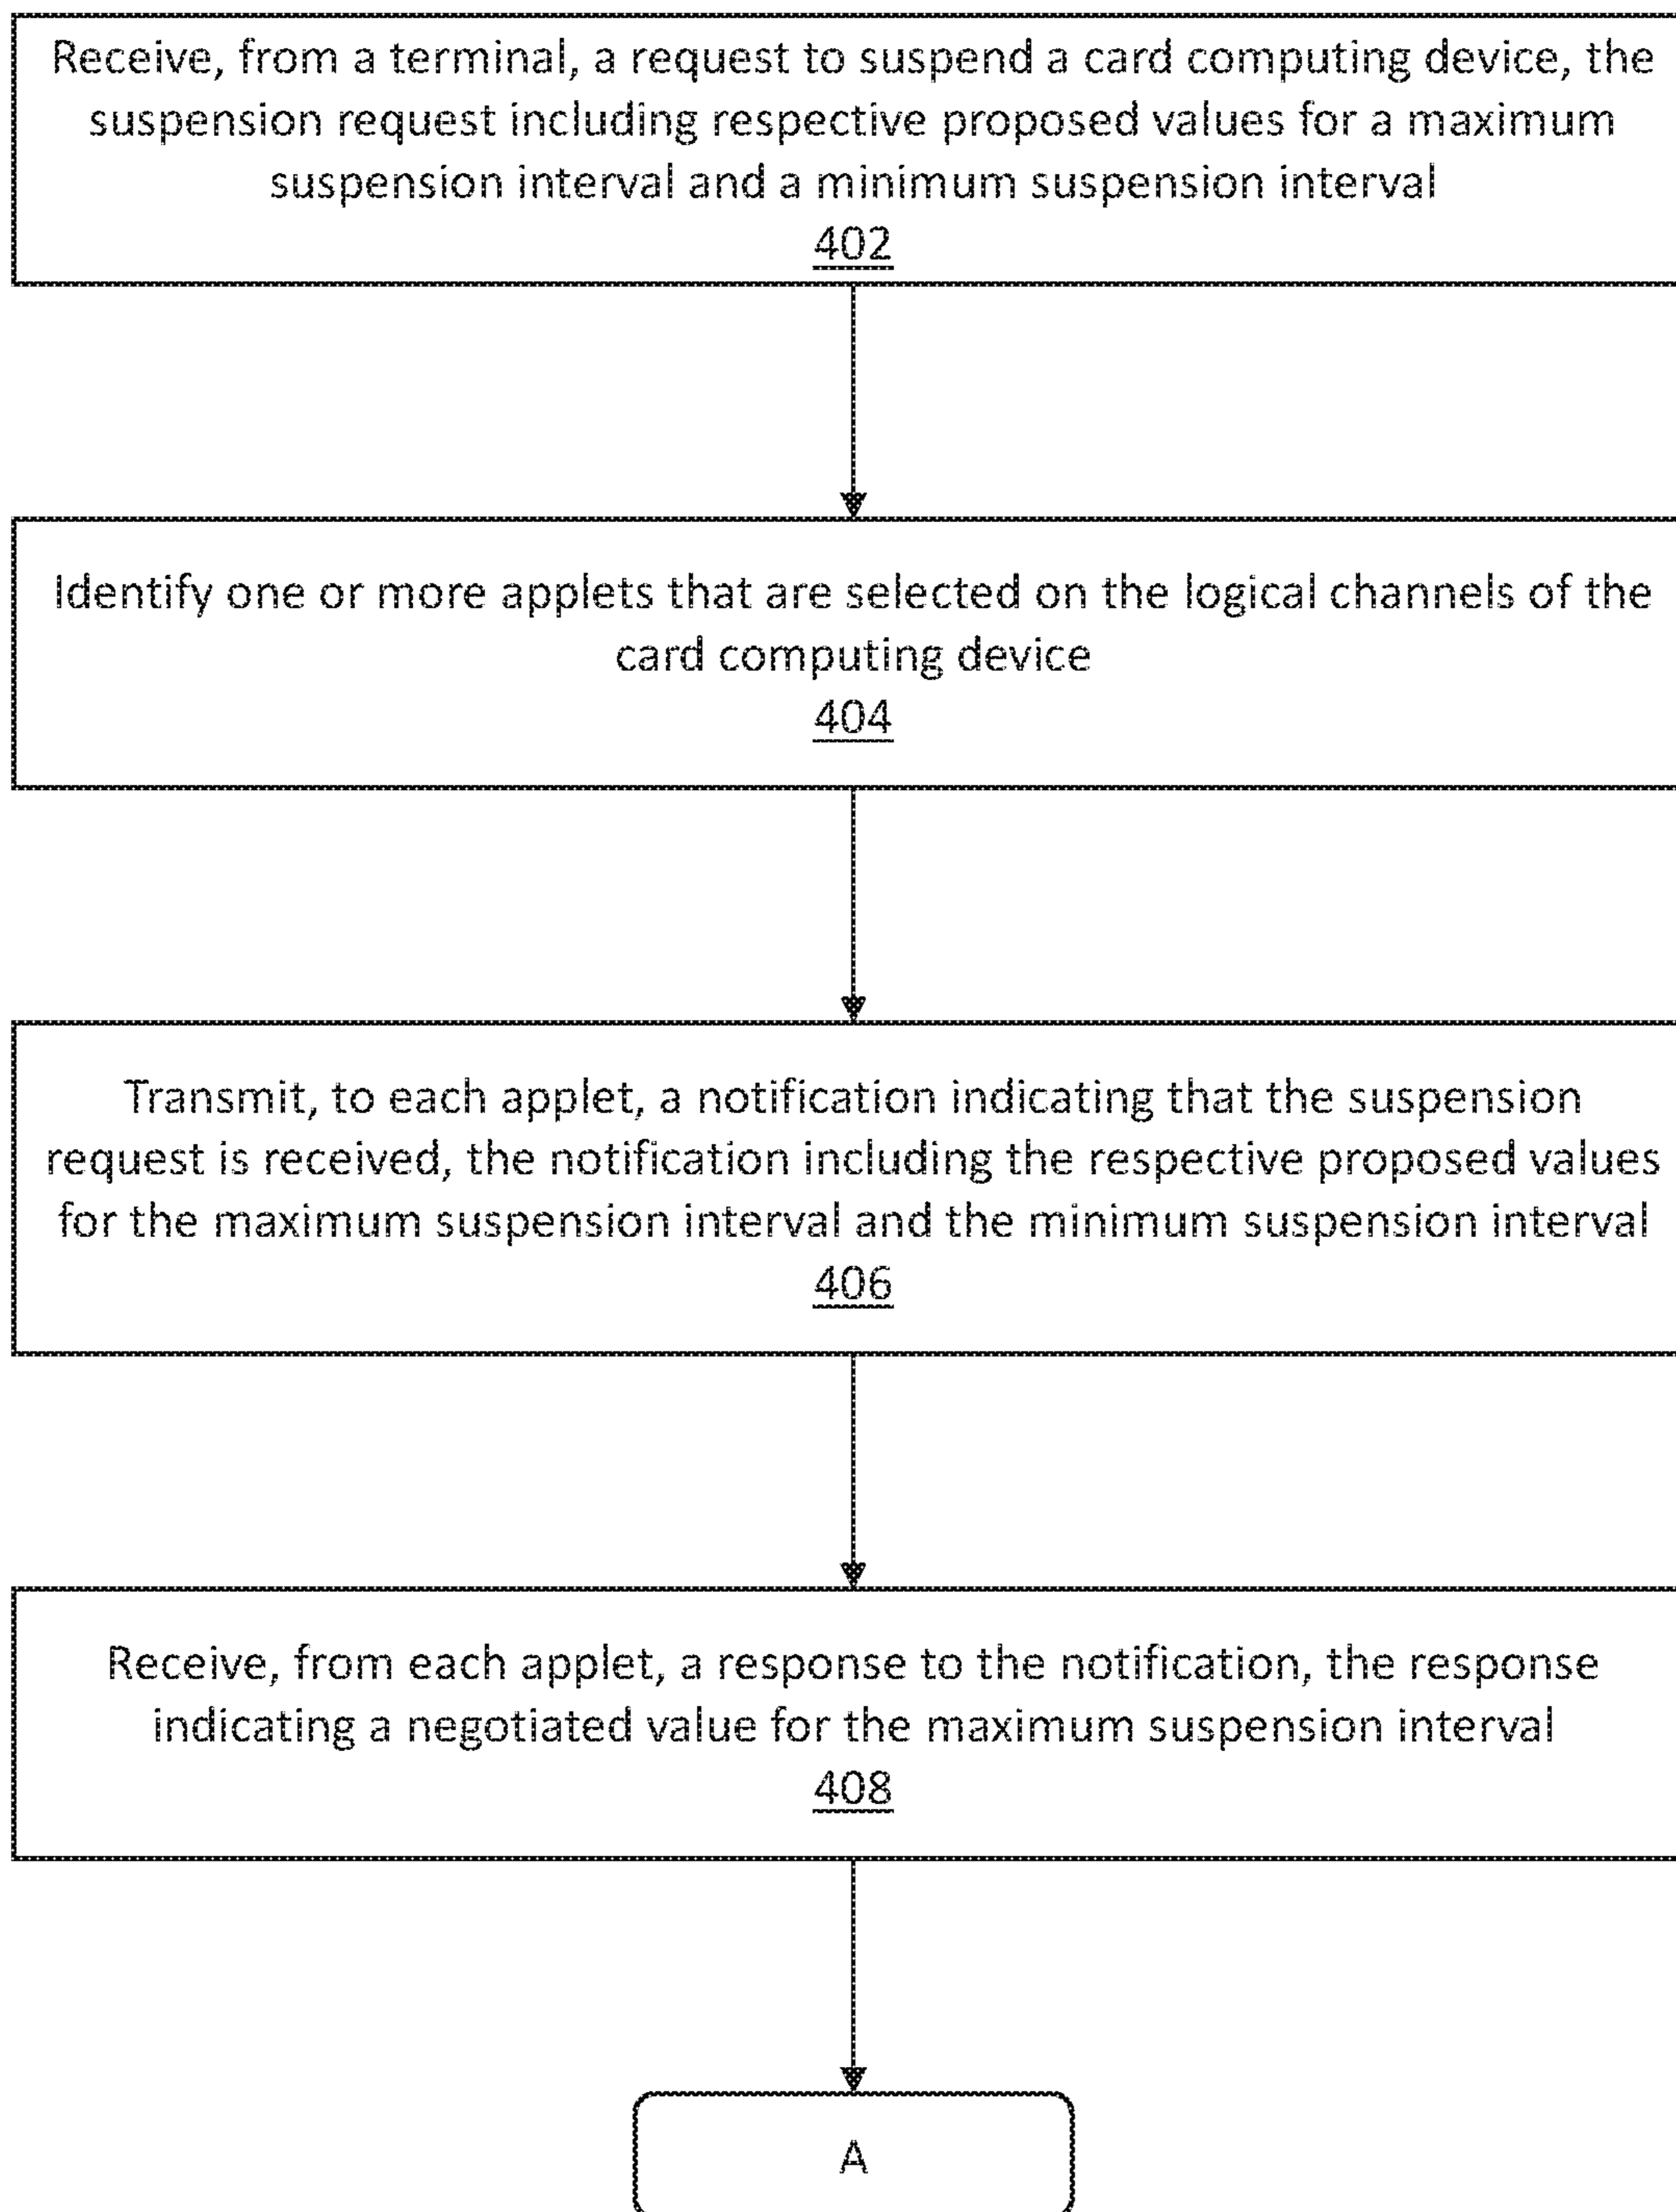 Receive, from a terminal, a request to suspend a card computing device, the
suspension request including respective proposed values for a maximum
suspension interval and a minimum suspension interval
402
Identify one or more applets that are selected on the logical channels of the
card computing device
404
Transmit, to each applet, a notification indicating that the suspension
request is received, the notification including the respective proposed values
for the maximum suspension interval and the minimum suspension interval
406
Receive, from each applet, a response to the notification, the response
indicating a negotiated value for the maximum suspension interval
408
A